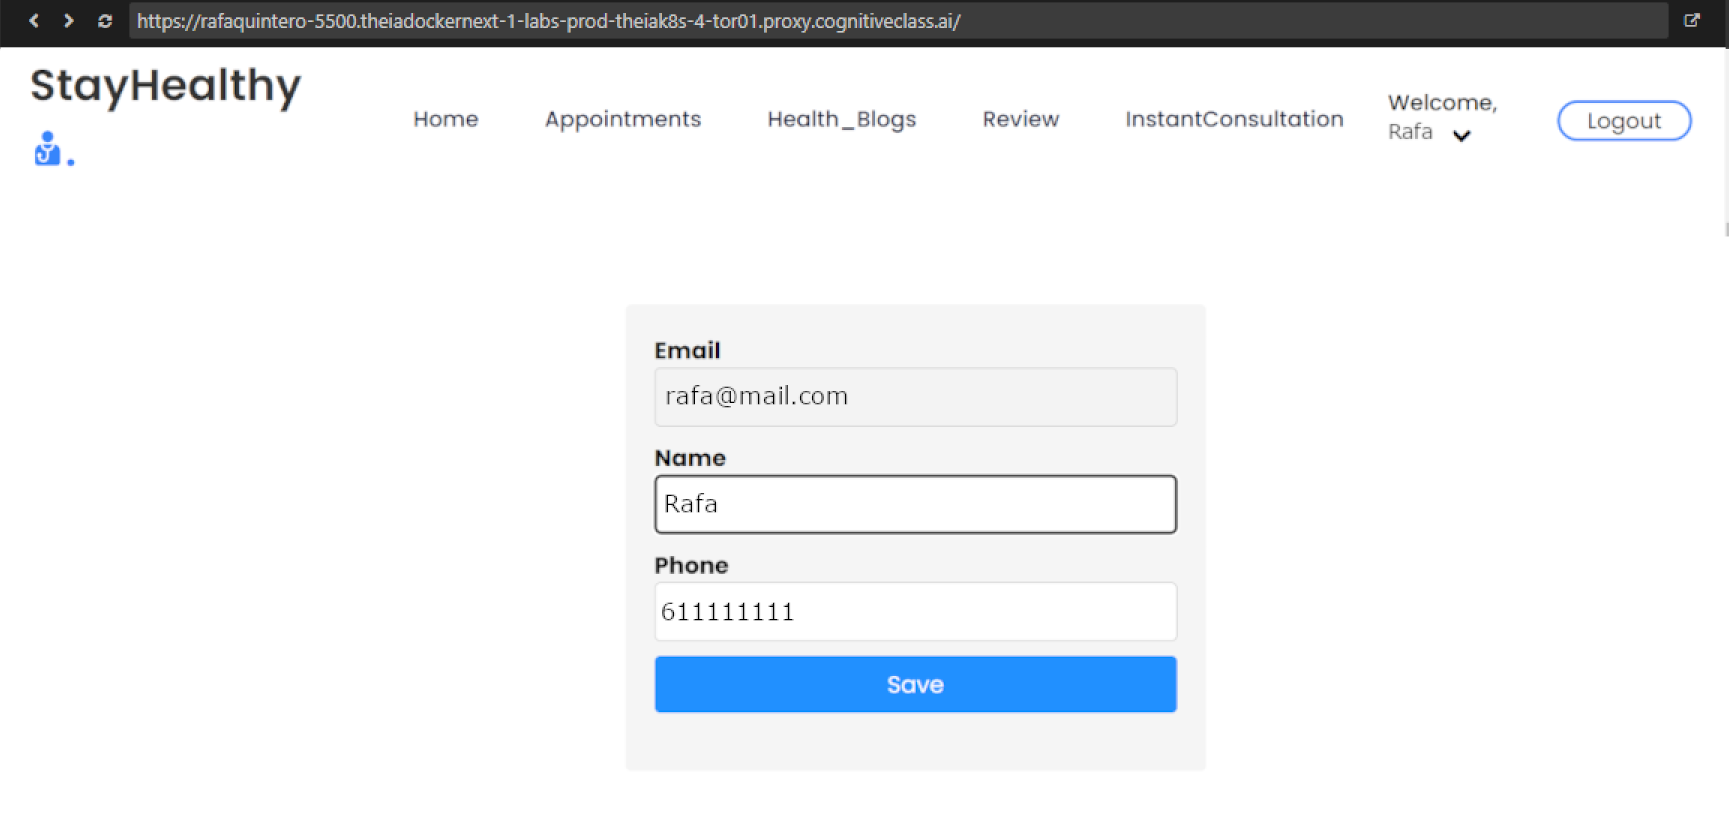 https://rafaquintero-5500.theiadockernext-1-labs-prod-theiak8s-4-tor01.proxy.cognitiveclass.ai/
StayHealthy
Home Appointments Health_Blogs Review InstantConsultation Welcome, Rafa Logout
Email
rafa@mail.com
Name
Rafa
Phone
611111111
Save